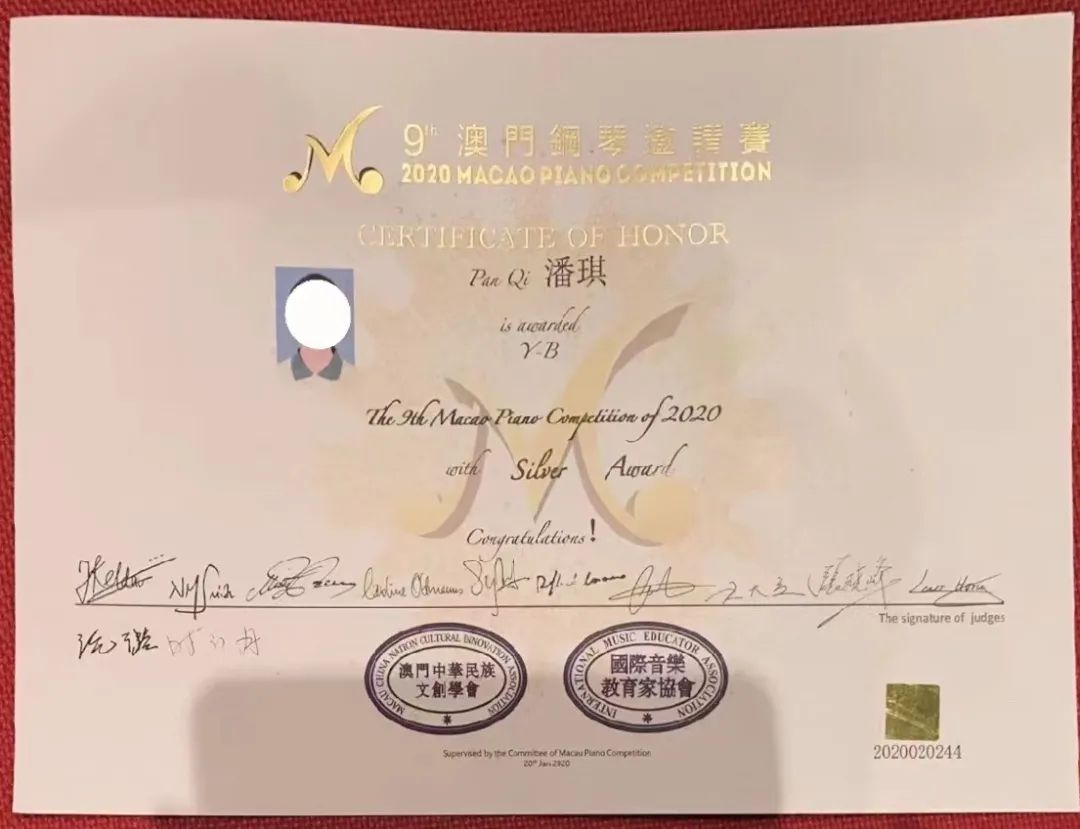 9th 澳門鋼琴邀請賽
2020 MACAO PIANO COMPETITION
CERTIFICATE OF HONOR
Pan Qi 潘琪
is awarded
Y-B
The 9th Macao Piano Competition of 2020
with Silver Award
Congratulations!
The signature of judges
MACAU CHINA NATION CULTURAL INNOVATION ASSOCIATION
澳門中華民族
文創學會
INTERNATIONAL MUSIC EDUCATOR ASSOCIATION
國際音樂
教育家協會
Supervised by the Committee of Macau Piano Competition
20th Jan 2020
2020020244